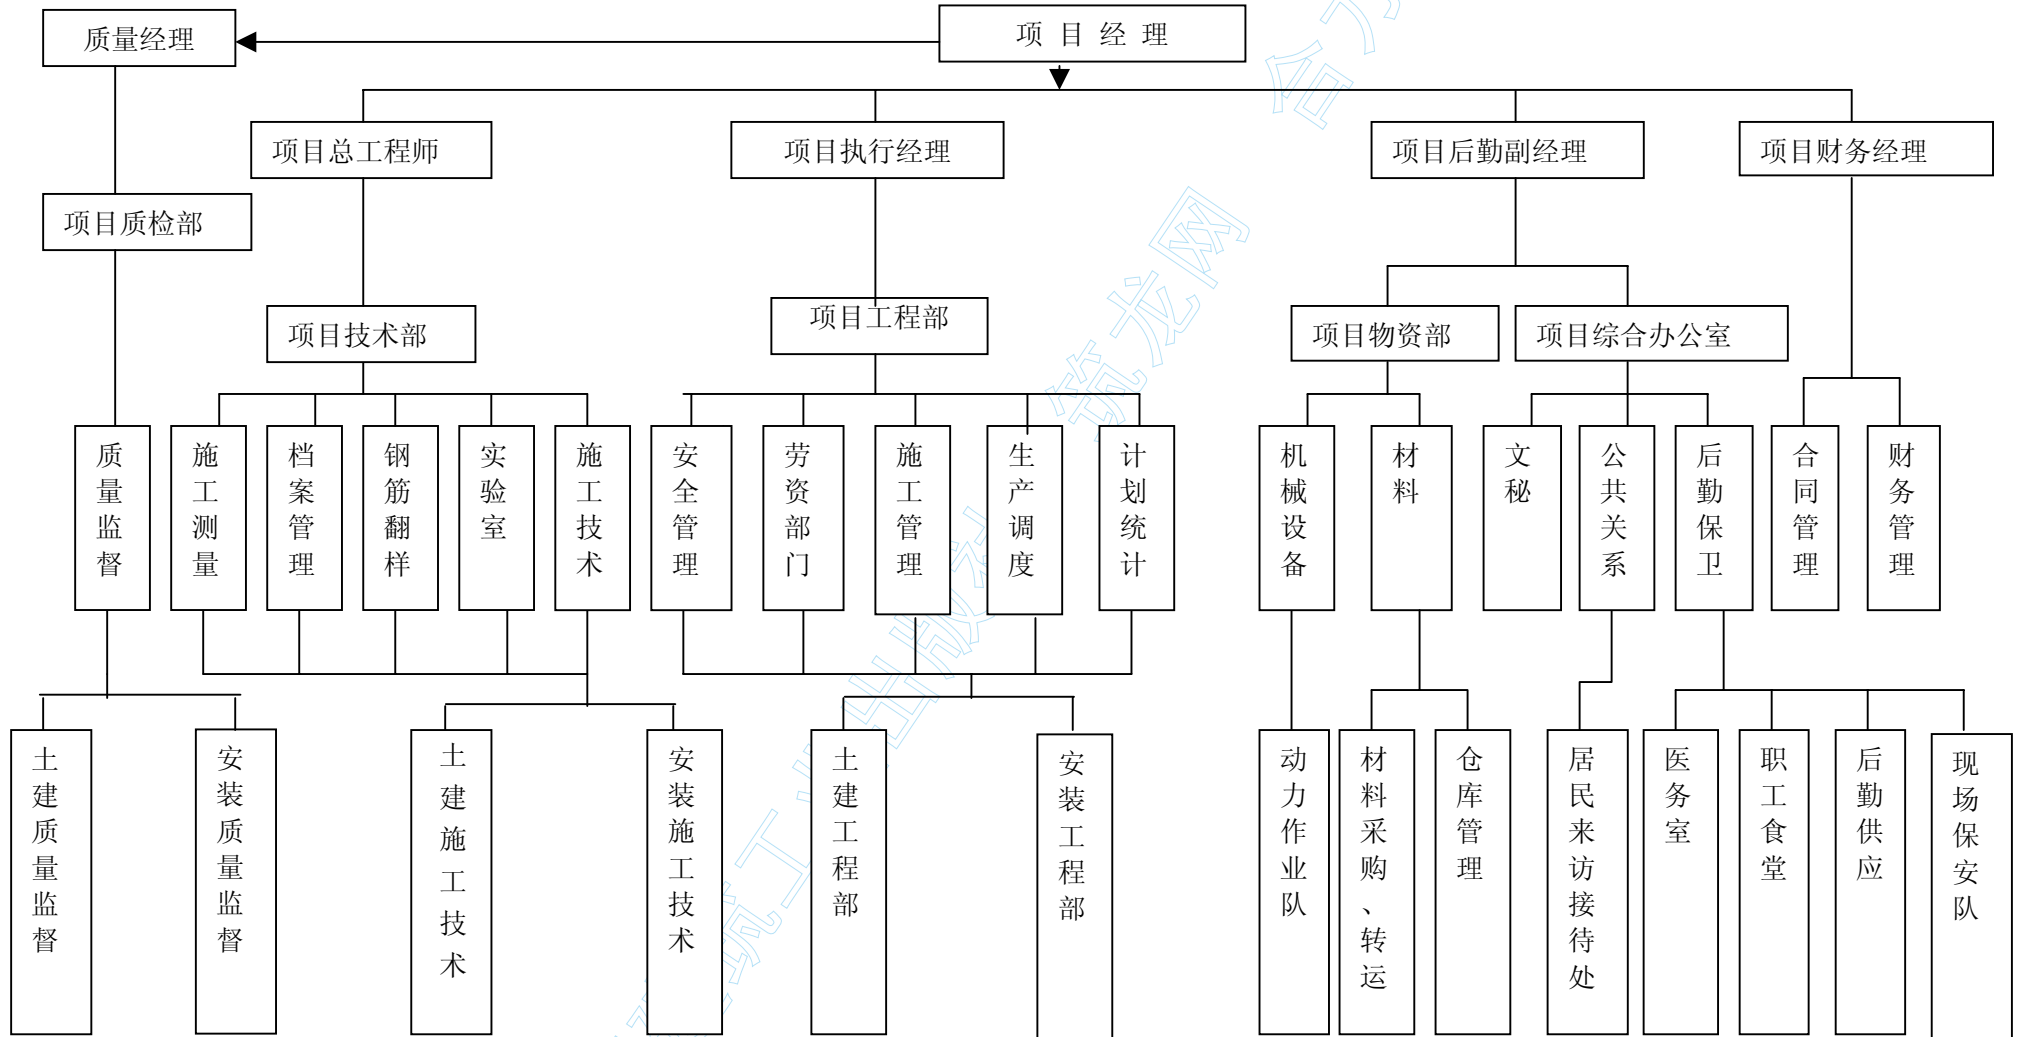 质量经理
项目经理
项目总工程师
项目执行经理
项目后勤副经理
项目财务经理
项目质检部
项目技术部
项目工程部
项目物资部
项目综合办公室
质量监督
施工测量
档案管理
钢筋翻样
实验室
施工技术
安全管理
劳资部门
施工管理
生产调度
计划统计
机械设备
材料
文秘
公共关系
后勤保卫
合同管理
财务管理
土建质量监督
安装质量监督
土建施工技术
安装施工技术
土建工程部
安装工程部
动力作业队
材料采购、转运
仓库管理
居民来访接待处
医务室
职工食堂
后勤供应
现场保安队
筑龙网